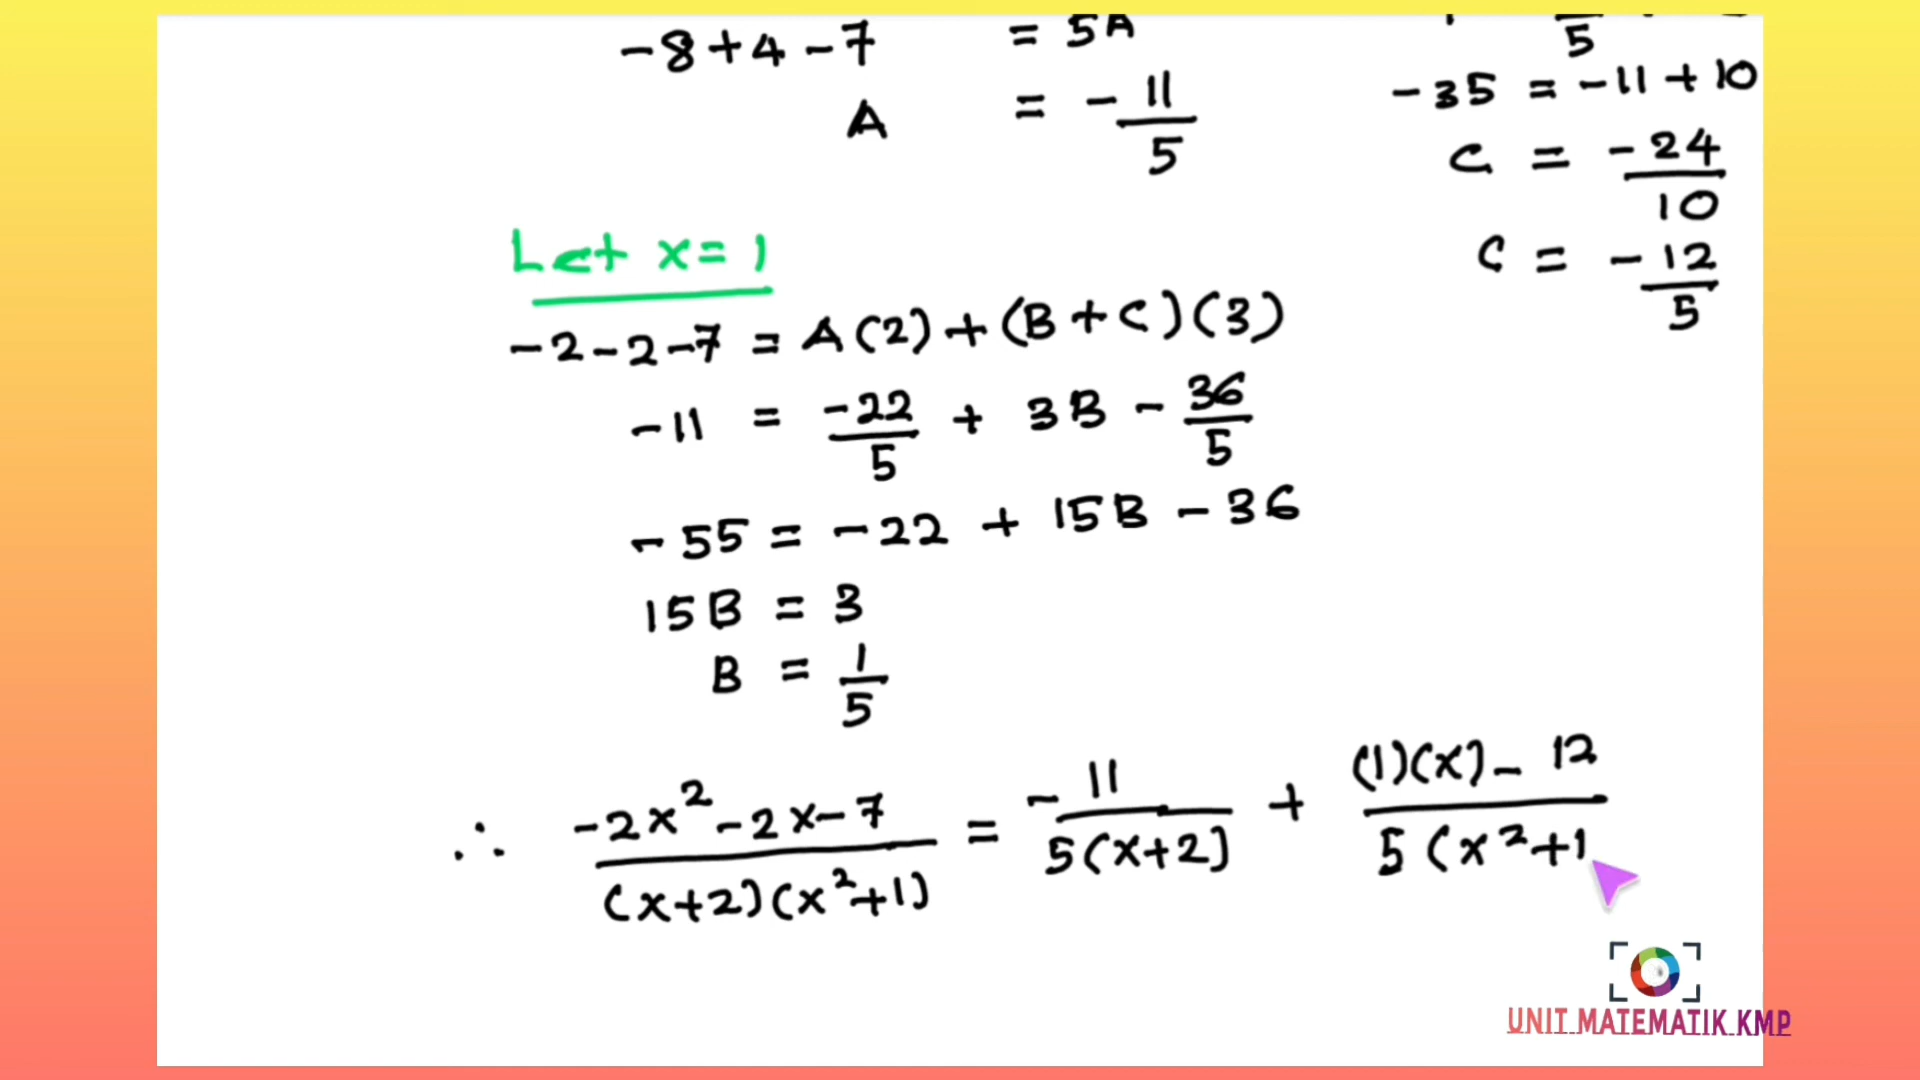 -8+4-7 = 5A
A = -11/5
-35 = -11+10
C = -24/10
C = -12/5
Let x=1
-2-2-7 = A(2)+(B+C)(3)
-11 = -22/5 + 3B - 36/5
-55 = -22 + 15B - 36
15B = 3
B = 1/5
∴ -2x²-2x-7/(x+2)(x²+1) = -11/5(x+2) + (1)(x)-12/5(x²+1
UNIT.MATEMATIK.KMP